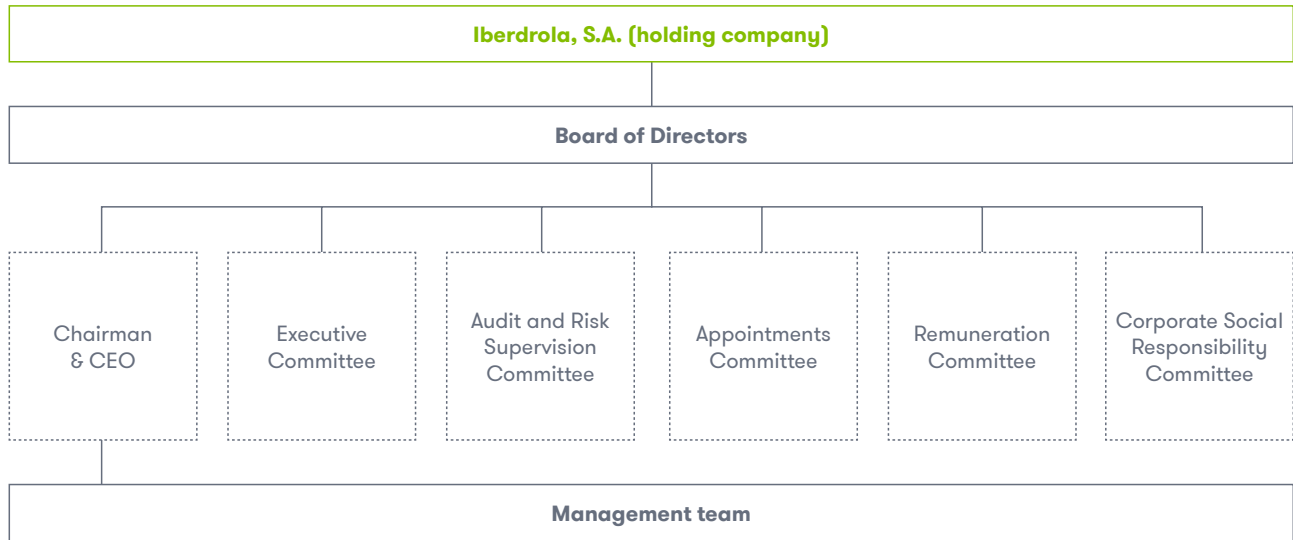 Iberdrola, S.A. (holding company)
Board of Directors
Chairman
& CEO
Executive
Committee
Audit and Risk
Supervision
Committee
Appointments
Committee
Remuneration
Committee
Corporate Social
Responsibility
Committee
Management team